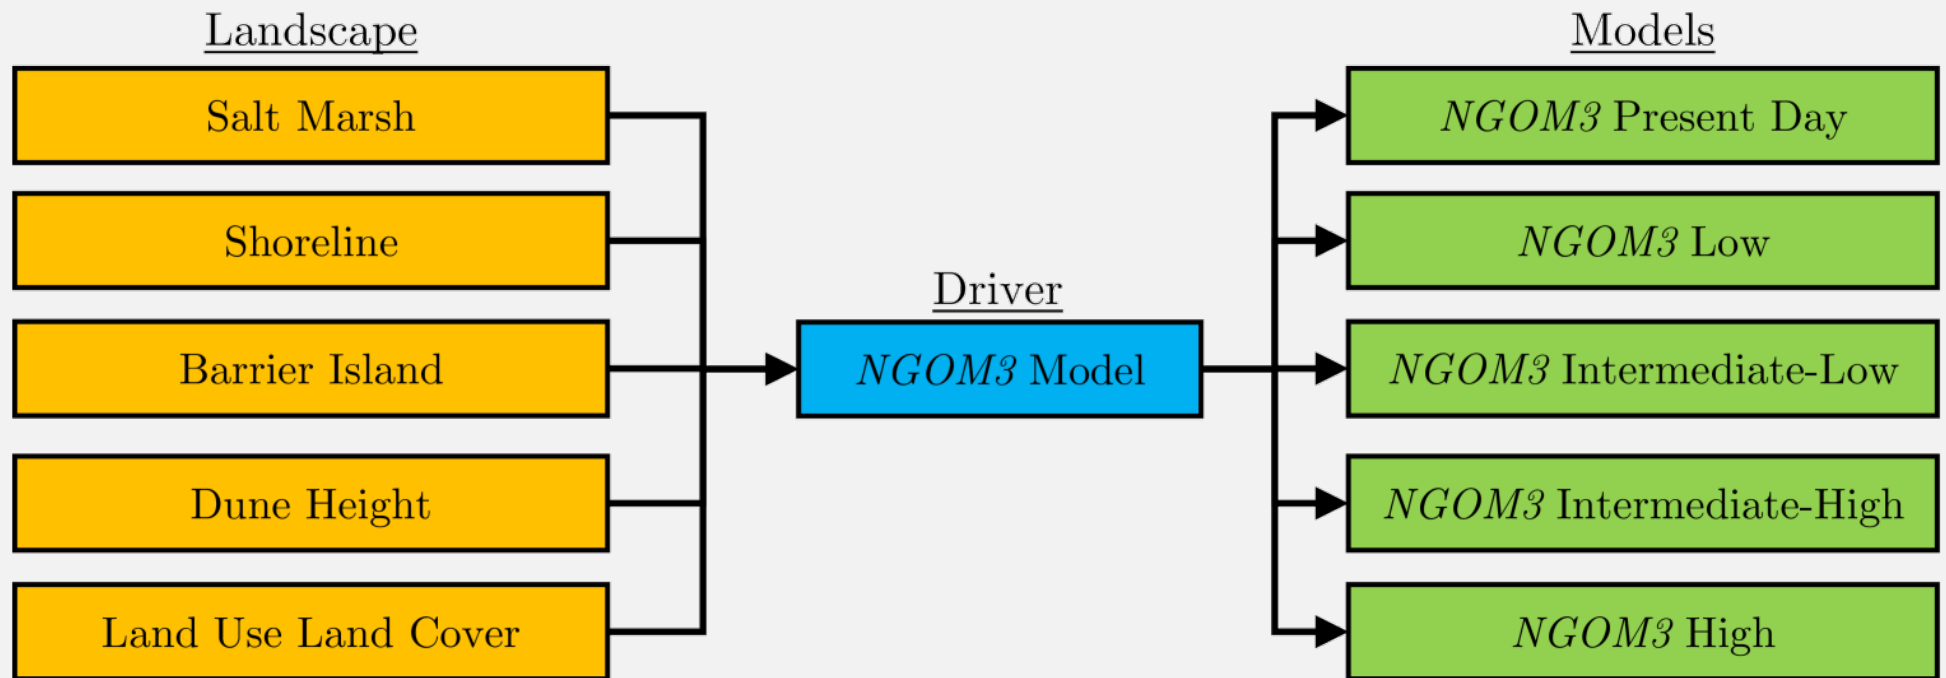 Landscape
Salt Marsh
Shoreline
Barrier Island
Dune Height
Land Use Land Cover
Driver
NGOM3 Model
Models
NGOM3 Present Day
NGOM3 Low
NGOM3 Intermediate-Low
NGOM3 Intermediate-High
NGOM3 High